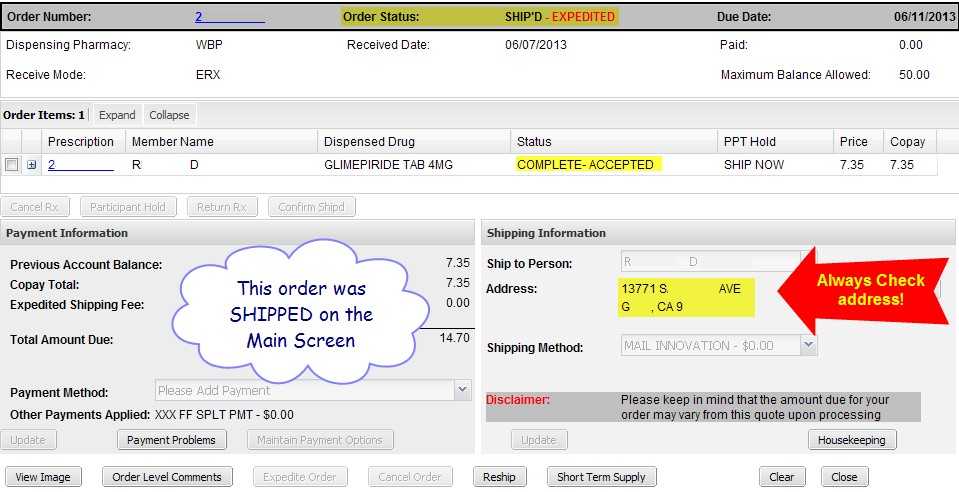 Order Number: 2 Order Status: SHIP'D - EXPEDITED Due Date: 06/11/2013
Dispensing Pharmacy: WBP Received Date: 06/07/2013 Paid: 0.00
Receive Mode: ERX Maximum Balance Allowed: 50.00
Order Items: 1 Expand Collapse
Prescription Member Name Dispensed Drug Status PPT Hold Price Copay
2 R D GLIMEPIRIDE TAB 4MG COMPLETE- ACCEPTED SHIP NOW 7.35 7.35
Cancel Rx Participant Hold Return Rx Confirm Shipd
Payment Information
Previous Account Balance: 7.35
Copay Total: 7.35
Expedited Shipping Fee: 0.00
Total Amount Due: 14.70
This order was
SHIPPED on the
Main Screen
Payment Method: Please Add Payment
Other Payments Applied: XXX FF SPLT PMT - $0.00
Update Payment Problems Maintain Payment Options
Shipping Information
Ship to Person: R D
Address: 13771 S. AVE
G , CA 9
Always Check
address!
Shipping Method: MAIL INNOVATION - $0.00
Disclaimer: Please keep in mind that the amount due for your
order may vary from this quote upon processing
Update Housekeeping
View Image Order Level Comments Expedite Order Cancel Order Reship Short Term Supply Clear Close